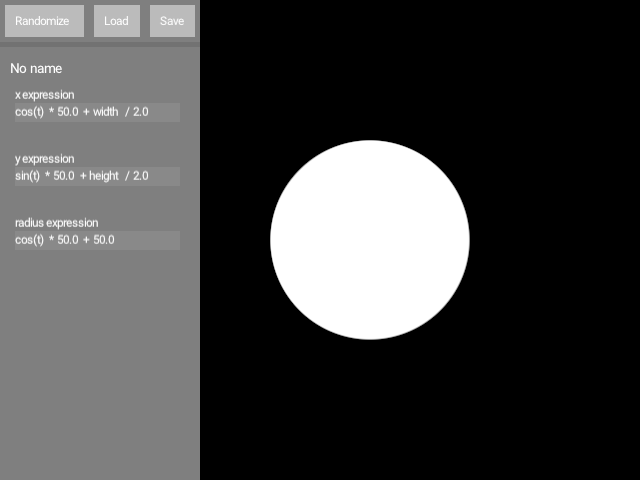 Randomize Load Save
No name
x expression
cos(t) * 50.0 + width / 2.0
y expression
sin(t) * 50.0 + height / 2.0
radius expression
cos(t) * 50.0 + 50.0